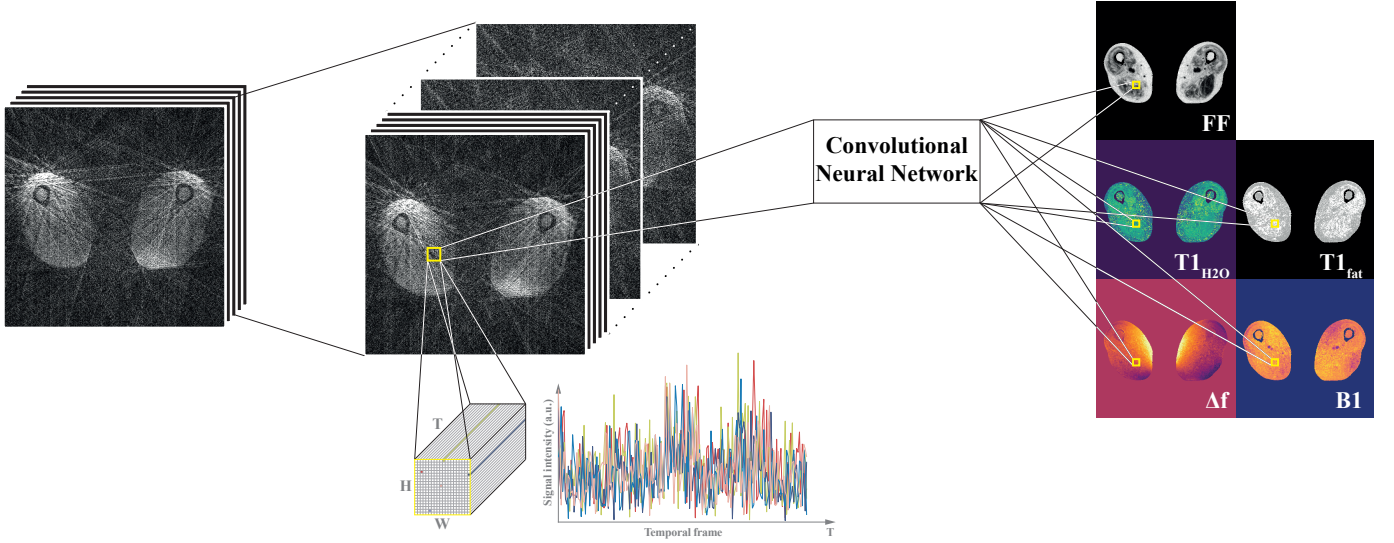 FF
Convolutional
Neural Network
T1H2O
T1fat
Δf
B1
T
H
W
Signal intensity (a.u.)
Temporal frame
T